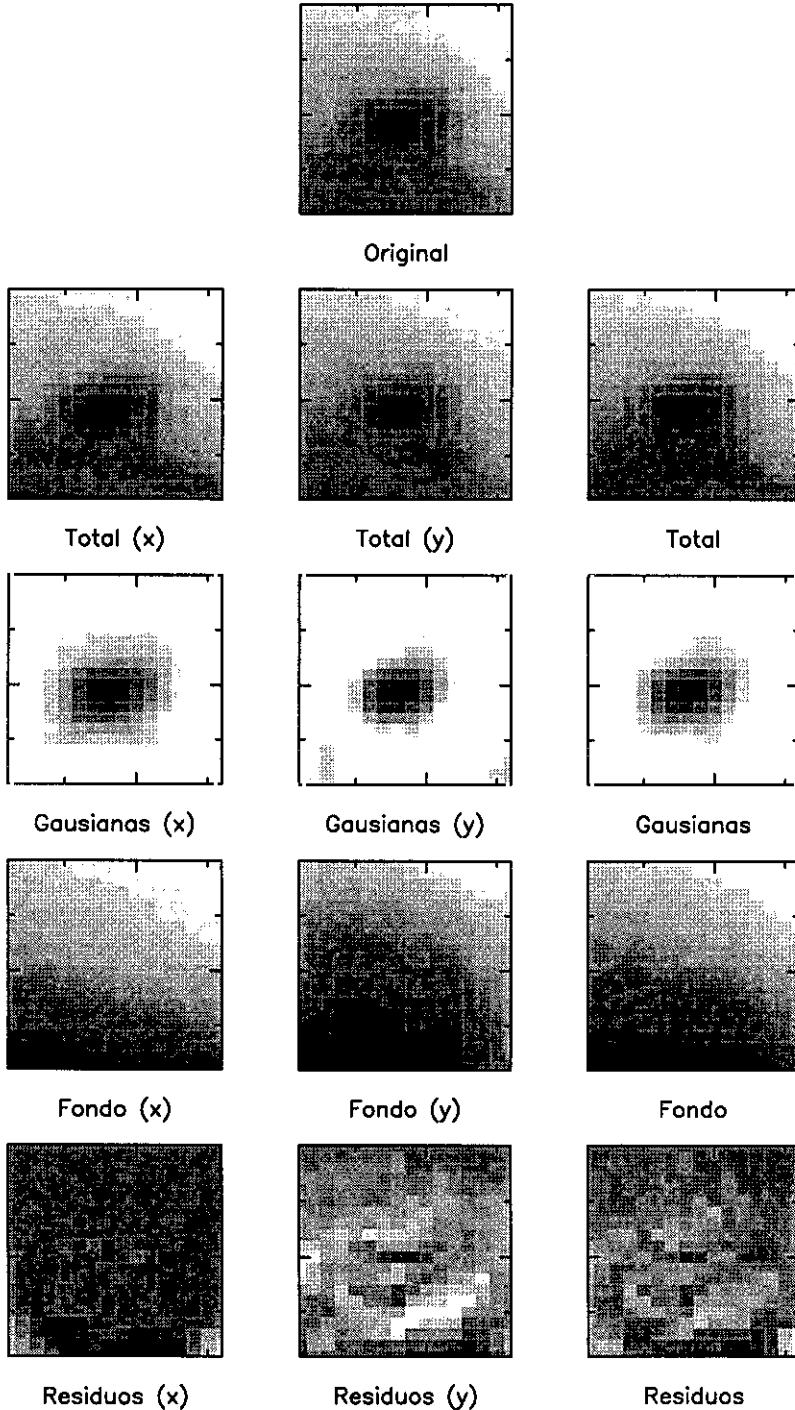 Original
Total (x)
Total (y)
Total
Gausianas (x)
Gausianas (y)
Gausianas
Fondo (x)
Fondo (y)
Fondo
Residuos (x)
Residuos (y)
Residuos